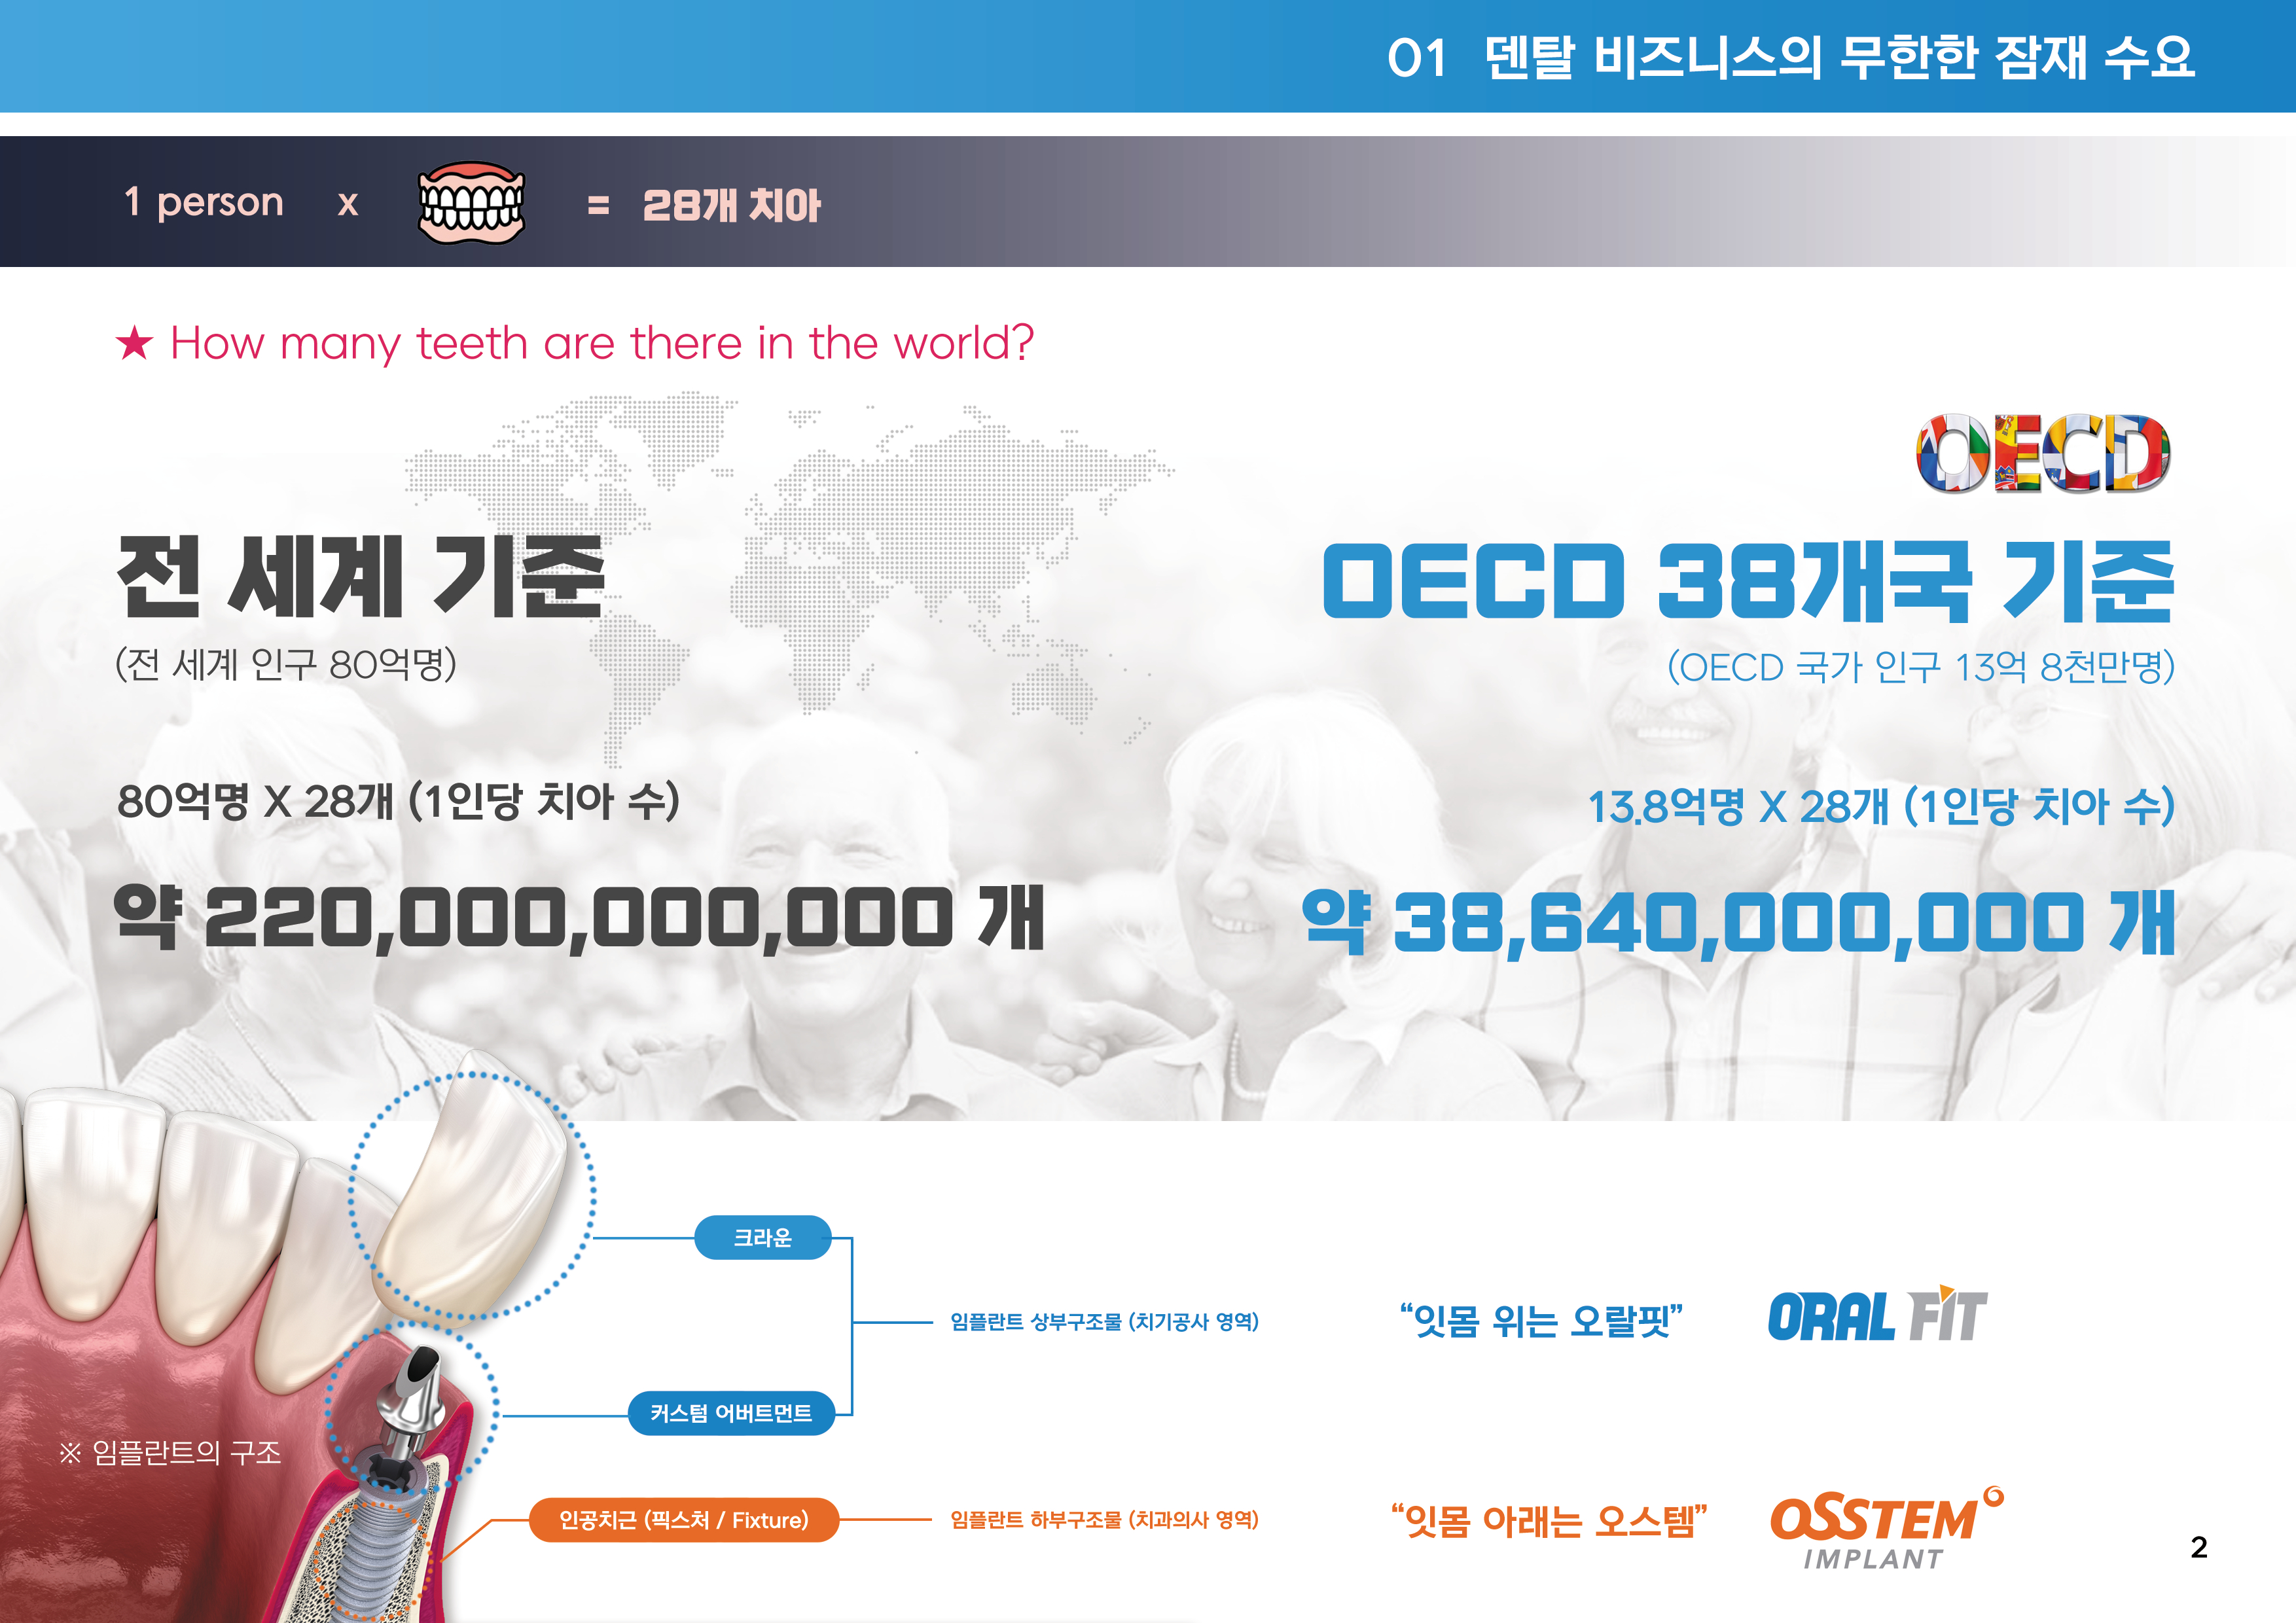 01 덴탈 비즈니스의 무한한 잠재 수요
1 person x = 28개 치아
★ How many teeth are there in the world?
OECD
전 세계 기준
(전 세계 인구 80억명)
80억명 X 28개 (1인당 치아 수)
약 220,000,000,000 개
OECD 38개국 기준
(OECD 국가 인구 13억 8천만명)
13.8억명 X 28개 (1인당 치아 수)
약 38,640,000,000 개
크라운
임플란트 상부구조물 (치기공사 영역)
“잇몸 위는 오랄핏”
ORAL FIT
커스텀 어버트먼트
※ 임플란트의 구조
인공치근 (픽스처 / Fixture)
임플란트 하부구조물 (치과의사 영역)
“잇몸 아래는 오스템”
OSSTEM
IMPLANT
2